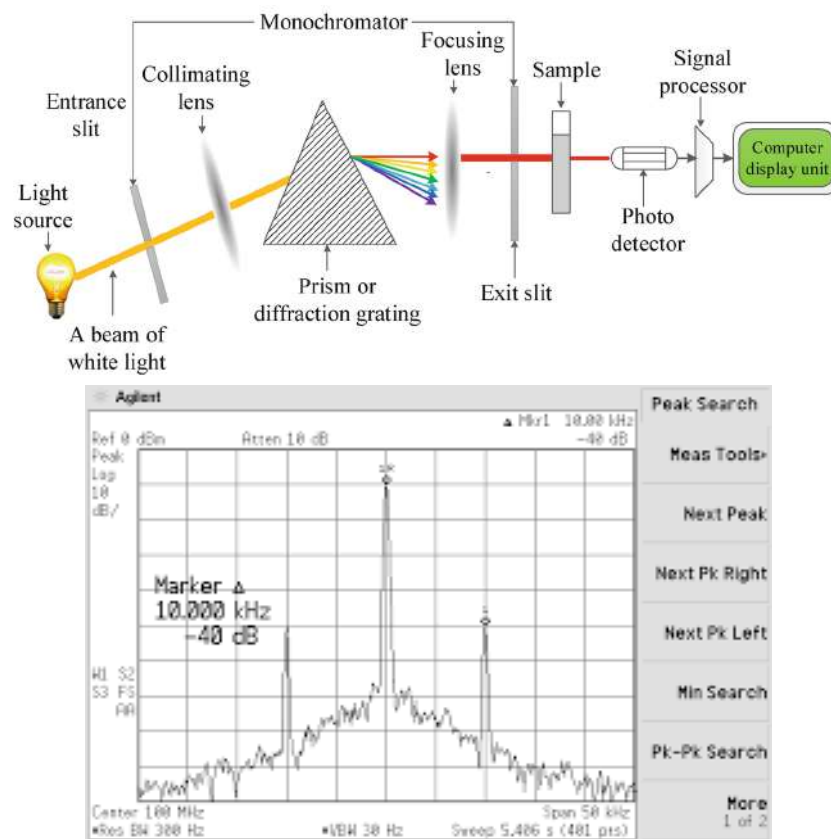 Monochromator
Focusing
lens
Sample
Signal
processor
Collimating
lens
Entrance
slit
Computer
display unit
Light
source
Photo
detector
Prism or
diffraction grating
Exit slit
A beam of
white light
Agilent
Peak Search
Δ Mkr1 10.00 kHz
Ref 0 dBm Atten 10 dB -40 dB
Peak
Log
10
dB/
Meas Tools▸
Next Peak
Next Pk Right
Marker Δ
10.000 kHz
-40 dB
Next Pk Left
W1 S2
S3 FS
AA
Min Search
Pk-Pk Search
More
1 of 2
Center 100 MHz Span 50 kHz
*Res BW 300 Hz *VBW 30 Hz Sweep 5.406 s (401 pts)